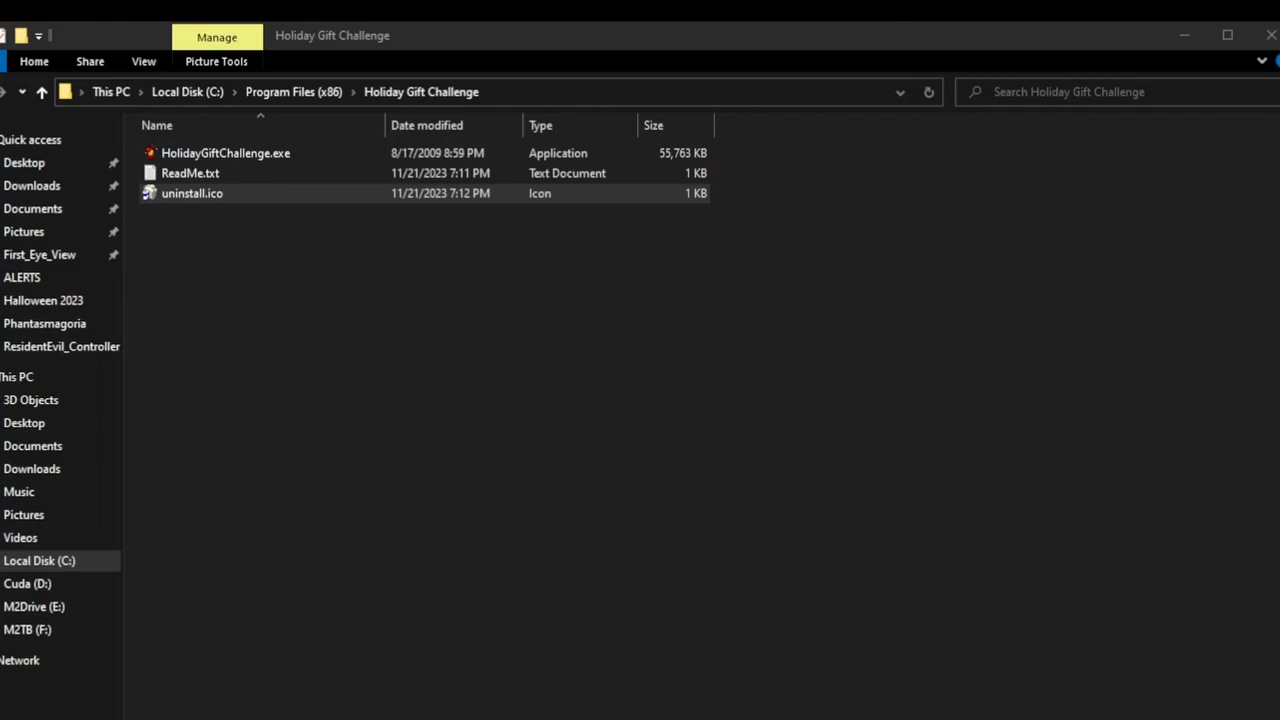 Manage
Holiday Gift Challenge
Home
Share
View
Picture Tools
This PC
Local Disk (C:)
Program Files (x86)
Holiday Gift Challenge
Search Holiday Gift Challenge
Name
Date modified
Type
Size
HolidayGiftChallenge.exe 8/17/2009 8:59 PM Application 55,763 KB
ReadMe.txt 11/21/2023 7:11 PM Text Document 1 KB
uninstall.ico 11/21/2023 7:12 PM Icon 1 KB
Quick access
Desktop
Downloads
Documents
Pictures
First_Eye_View
ALERTS
Halloween 2023
Phantasmagoria
ResidentEvil_Controller
This PC
3D Objects
Desktop
Documents
Downloads
Music
Pictures
Videos
Local Disk (C:)
Cuda (D:)
M2Drive (E:)
M2TB (F:)
Network